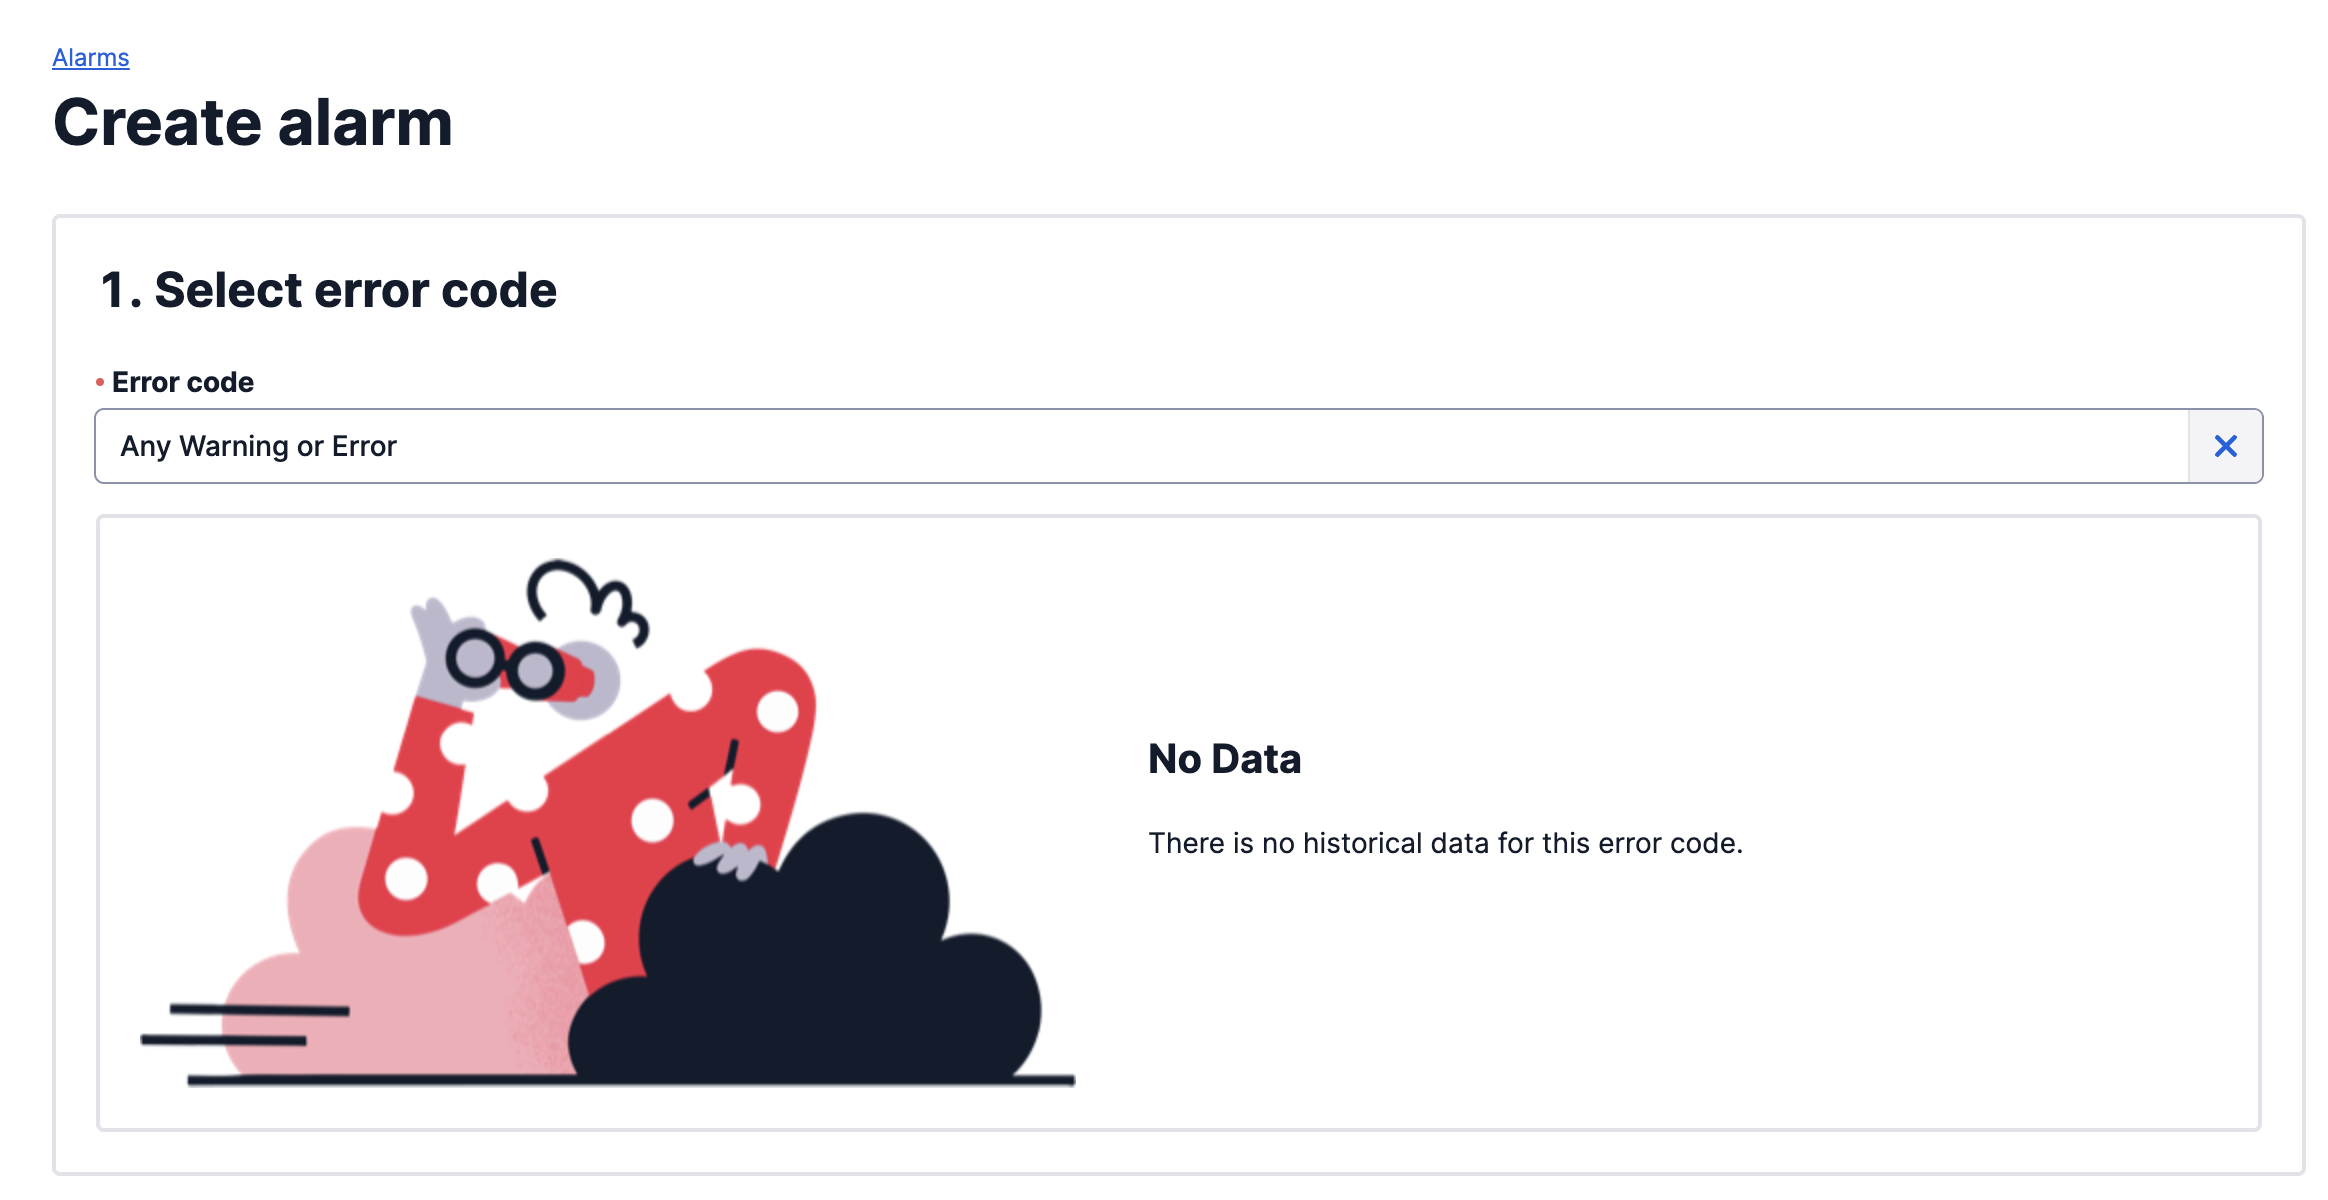 Alarms
Create alarm
1. Select error code
Error code
Any Warning or Error
No Data
There is no historical data for this error code.